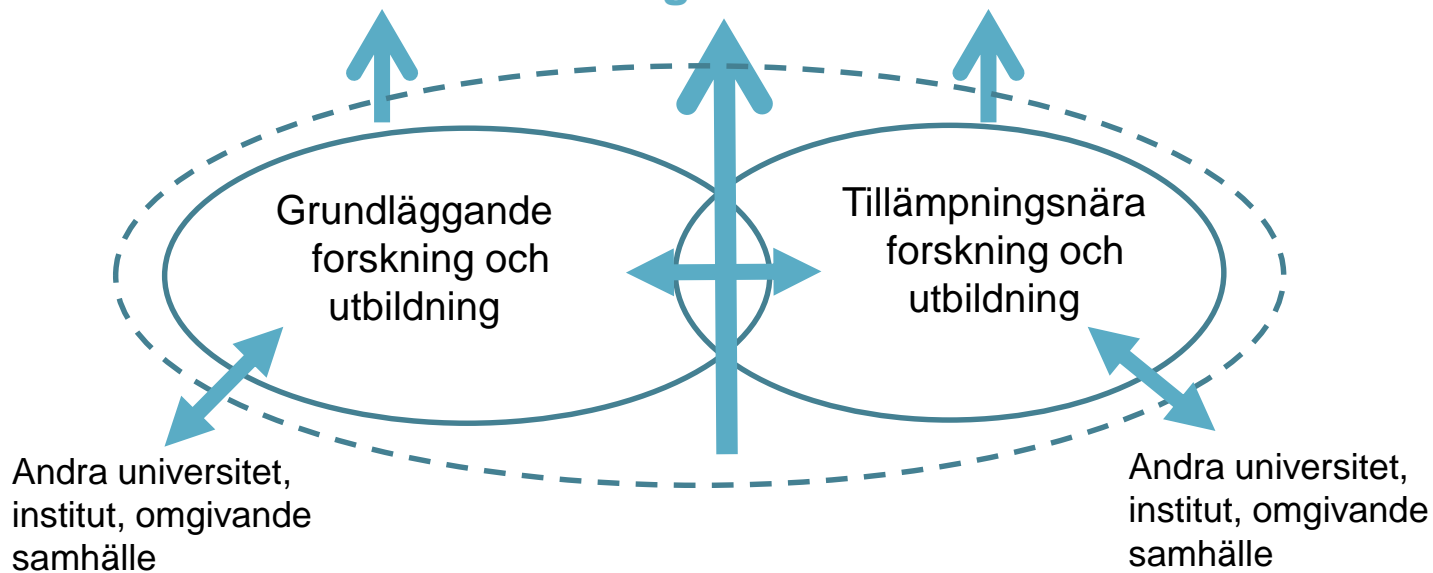 Grundläggande
forskning och
utbildning
Tillämpningsnära
forskning och
utbildning
Andra universitet,
institut, omgivande
samhälle
Andra universitet,
institut, omgivande
samhälle